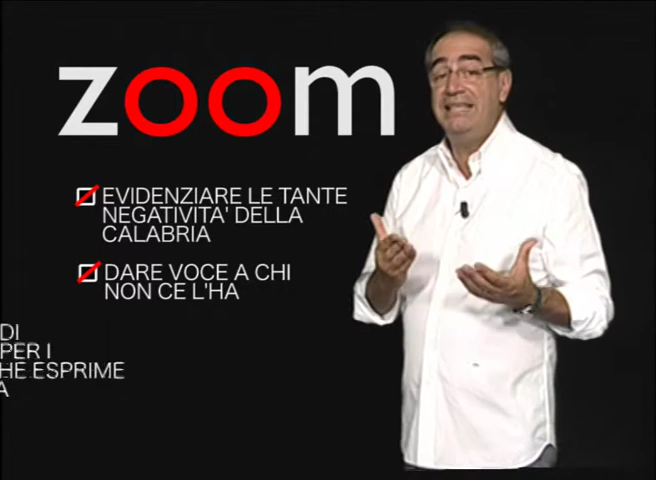 zoom
EVIDENZIARE LE TANTE
NEGATIVITA' DELLA
CALABRIA
DARE VOCE A CHI
NON CE L'HA
DI
PER I
HE ESPRIME
A